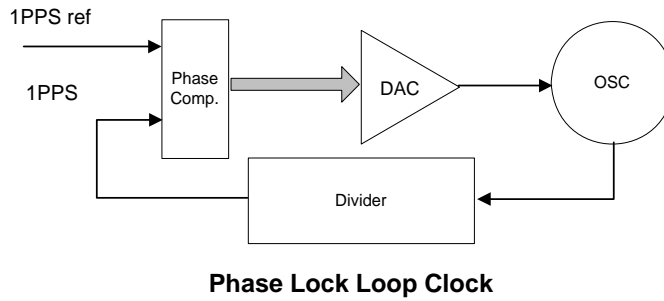 1PPS ref
1PPS
Phase
Comp.
DAC
OSC
Divider
Phase Lock Loop Clock